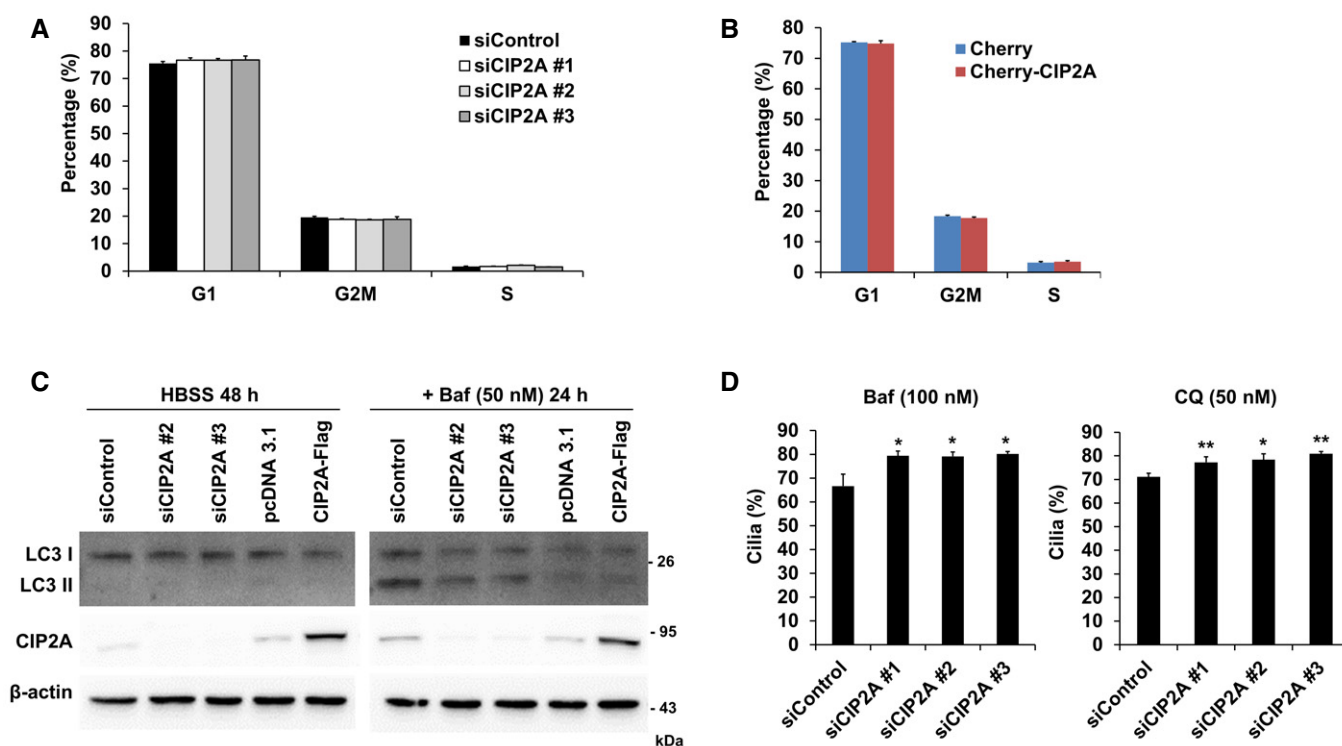 A
90
80
70
60
50
40
30
20
10
0
Percentage (%)
siControl
siCIP2A #1
siCIP2A #2
siCIP2A #3
G1 G2M S
B
80
70
60
50
40
30
20
10
0
Percentage (%)
Cherry
Cherry-CIP2A
G1 G2M S
C
HBSS 48 h + Baf (50 nM) 24 h
siControl
siCIP2A #2
siCIP2A #3
pcDNA 3.1
CIP2A-Flag
siControl
siCIP2A #2
siCIP2A #3
pcDNA 3.1
CIP2A-Flag
LC3 I
LC3 II
CIP2A
β-actin
- 26
- 95
- 43
kDa
D
Baf (100 nM)
90
80
70
60
50
40
30
20
10
0
Cilia (%)
* * *
siControl
siCIP2A #1
siCIP2A #2
siCIP2A #3
CQ (50 nM)
90
80
70
60
50
40
30
20
10
0
Cilia (%)
** * **
siControl
siCIP2A #1
siCIP2A #2
siCIP2A #3